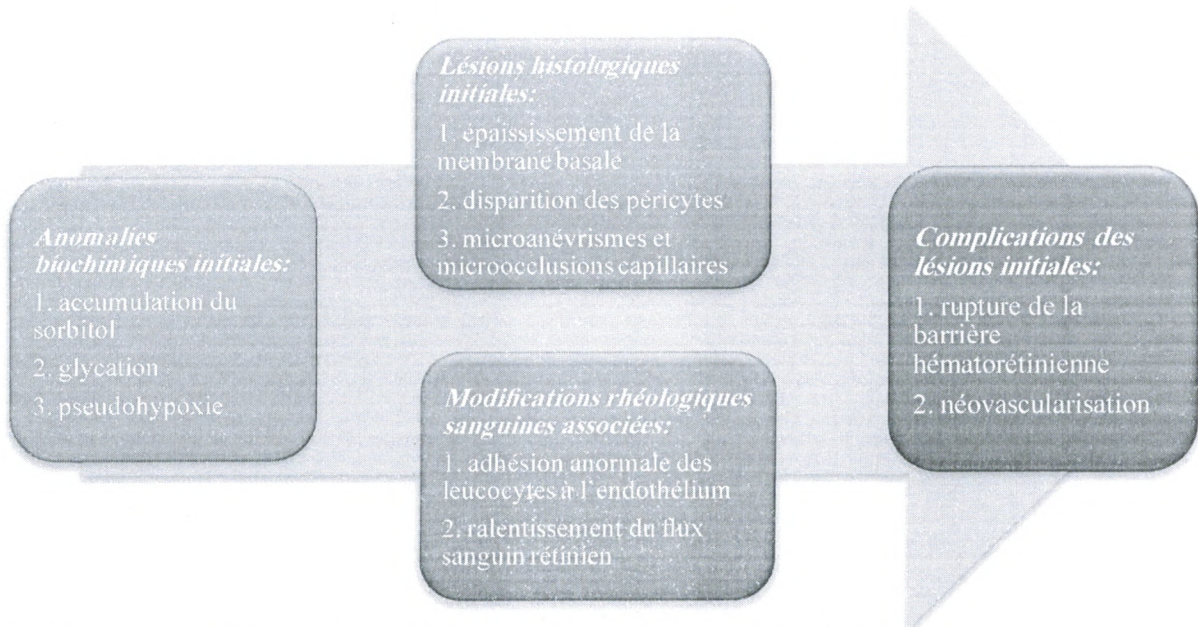 Anomalies
biochimiques initiales:
1. accumulation du
sorbitol
2. glycation
3. pseudohypoxie
Lésions histologiques
initiales:
1. épaississement de la
membrane basale
2. disparition des péricytes
3. microanévrismes et
microocclusions capillaires
Modifications rhéologiques
sanguines associées:
1. adhésion anormale des
leucocytes à l'endothélium
2. ralentissement du flux
sanguin rétinien
Complications des
lésions initiales:
1. rupture de la
barrière
hématorétinienne
2. néovascularisation